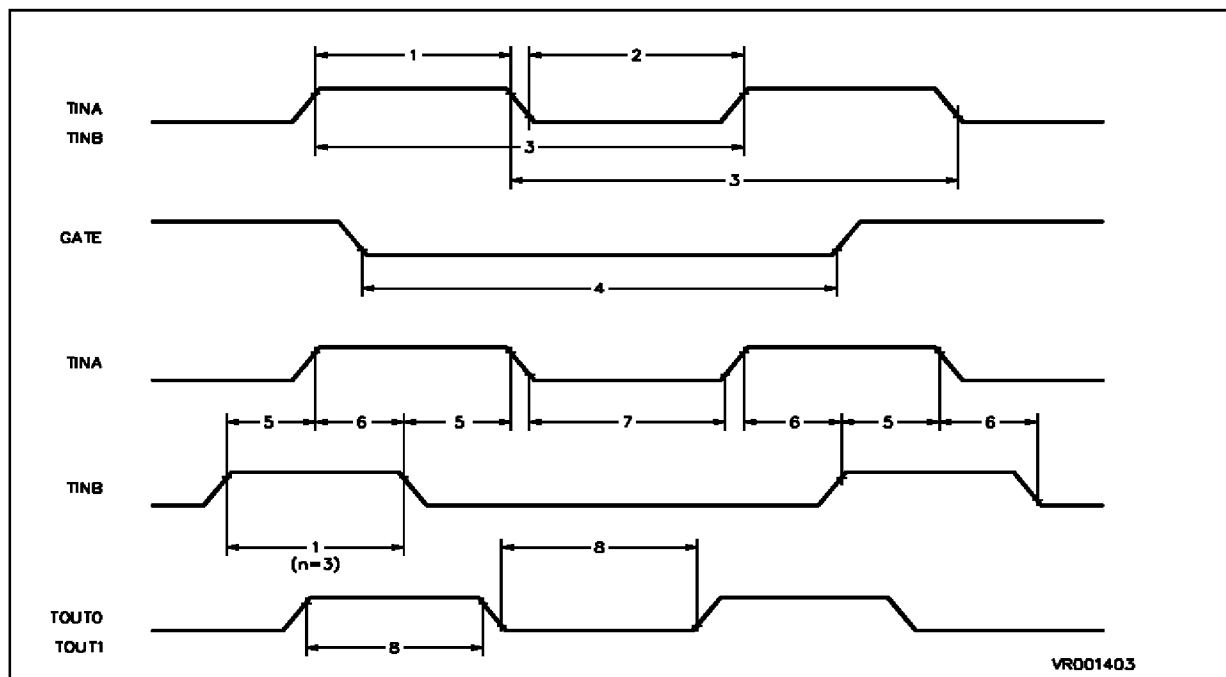 1 2
TINA
TINB
3
3
GATE
4
TINA
5 6 5 7 6 5 6
TINB
1
(n=3)
8
TOUT0
TOUT1
8
VR001403